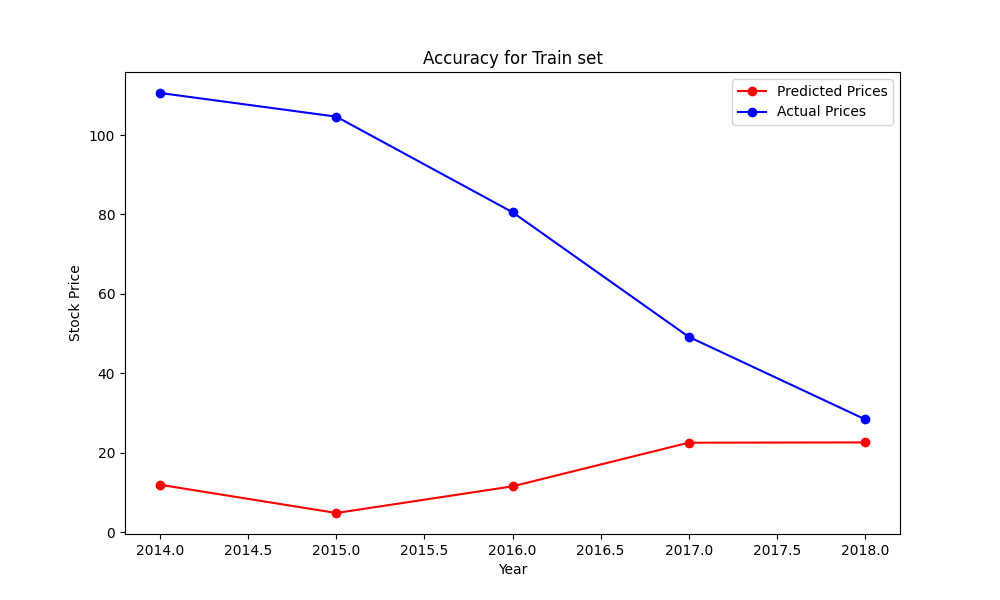 Accuracy for Train set
Predicted Prices
Actual Prices
Stock Price
100
80
60
40
20
0
2014.0 2014.5 2015.0 2015.5 2016.0 2016.5 2017.0 2017.5 2018.0
Year